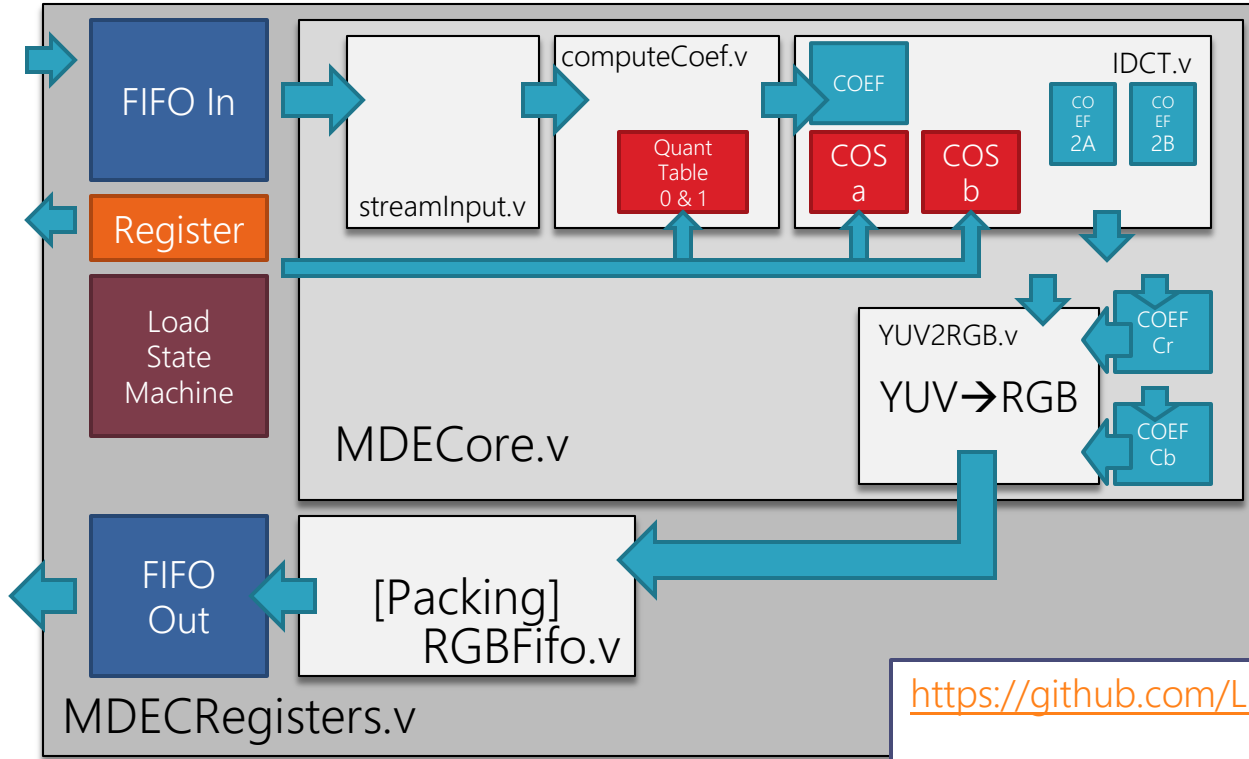 FIFO In
Register
Load
State
Machine
streamInput.v
computeCoef.v
Quant
Table
0 & 1
IDCT.v
COEF
CO
EF
2A
CO
EF
2B
COS
a
COS
b
YUV2RGB.v
YUV→RGB
COEF
Cr
COEF
Cb
MDECore.v
FIFO
Out
[Packing]
RGBFifo.v
MDECRegisters.v
https://github.com/L